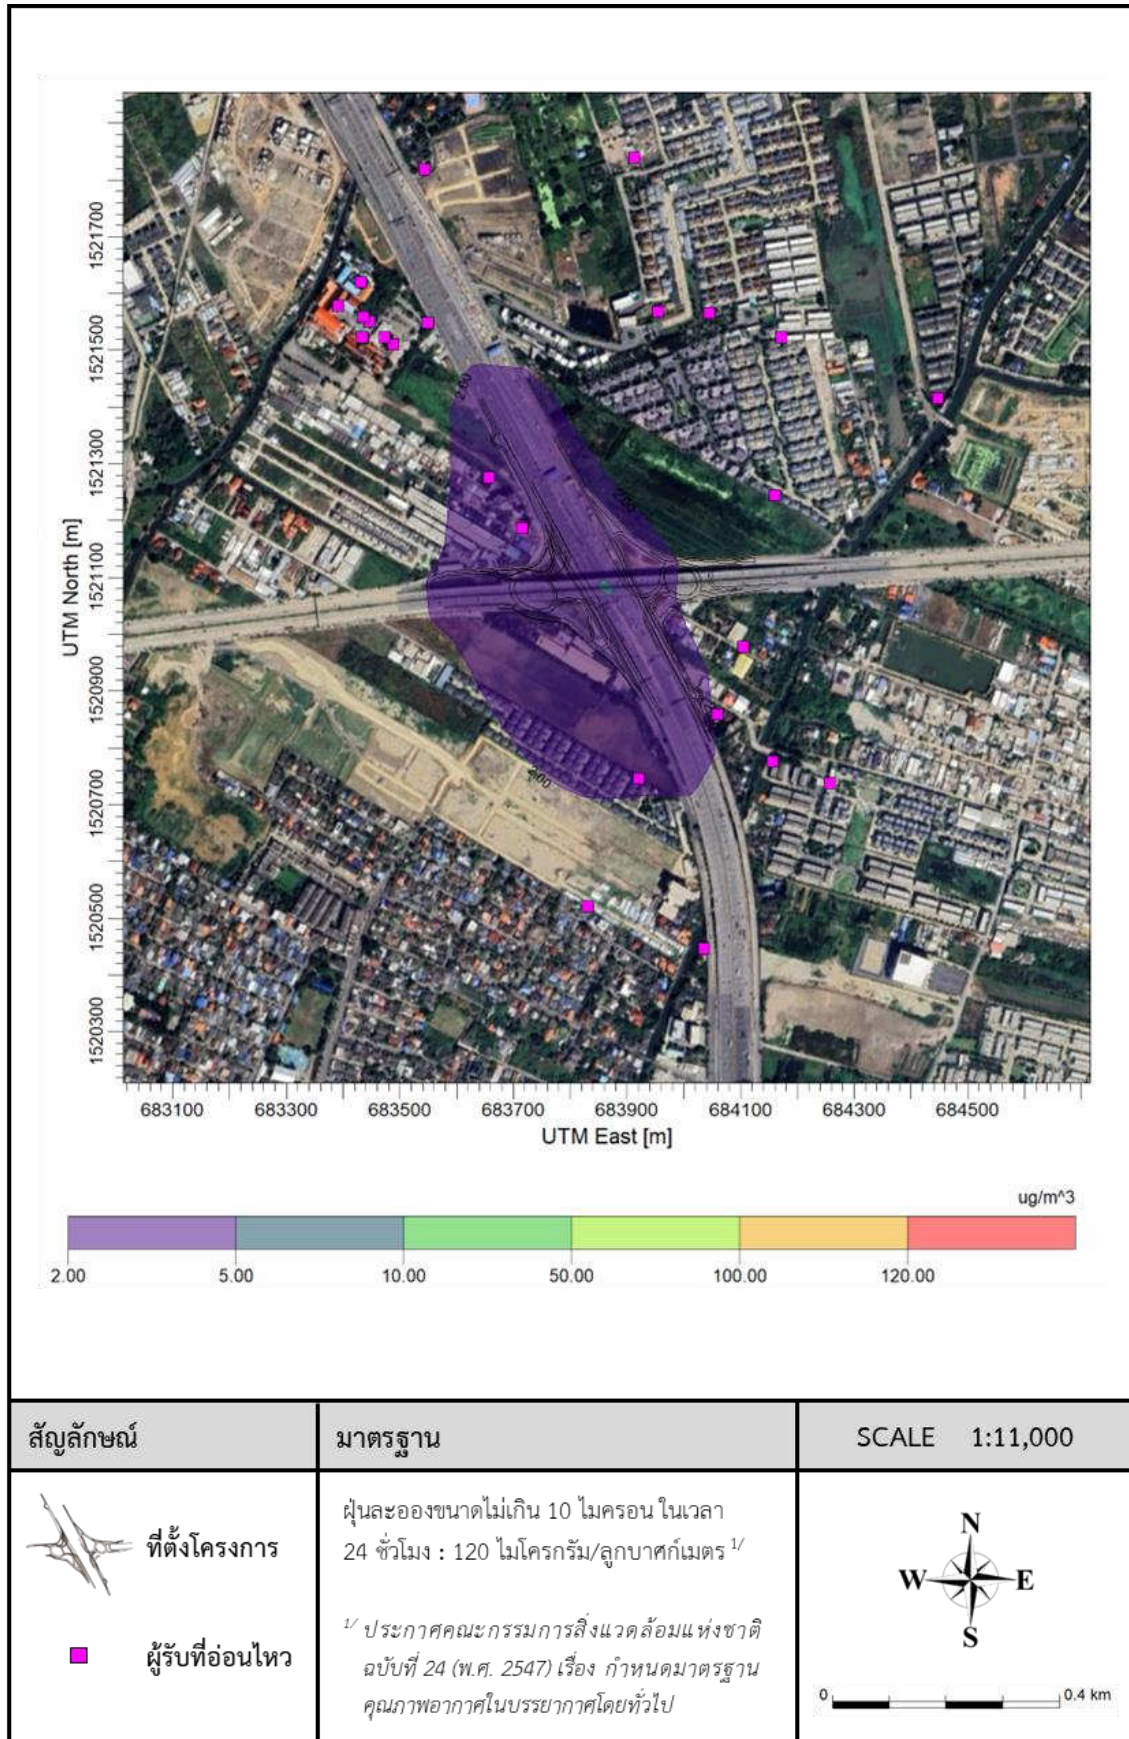 2.00
2.00
1521700
1521500
1521300
1521100
1520900
1520700
1520500
1520300
UTM North [m]
683100 683300 683500 683700 683900 684100 684300 684500
UTM East [m]
ug/m^3
2.00 5.00 10.00 50.00 100.00 120.00
สัญลักษณ์
ที่ตั้งโครงการ
ผู้รับที่อ่อนไหว
มาตรฐาน
ฝุ่นละอองขนาดไม่เกิน 10 ไมครอน ในเวลา
24 ชั่วโมง : 120 ไมโครกรัม/ลูกบาศก์เมตร 1/
1/ ประกาศคณะกรรมการสิ่งแวดล้อมแห่งชาติ
ฉบับที่ 24 (พ.ศ. 2547) เรื่อง กำหนดมาตรฐาน
คุณภาพอากาศในบรรยากาศโดยทั่วไป
SCALE 1:11,000
N
W E
S
0 0.4 km